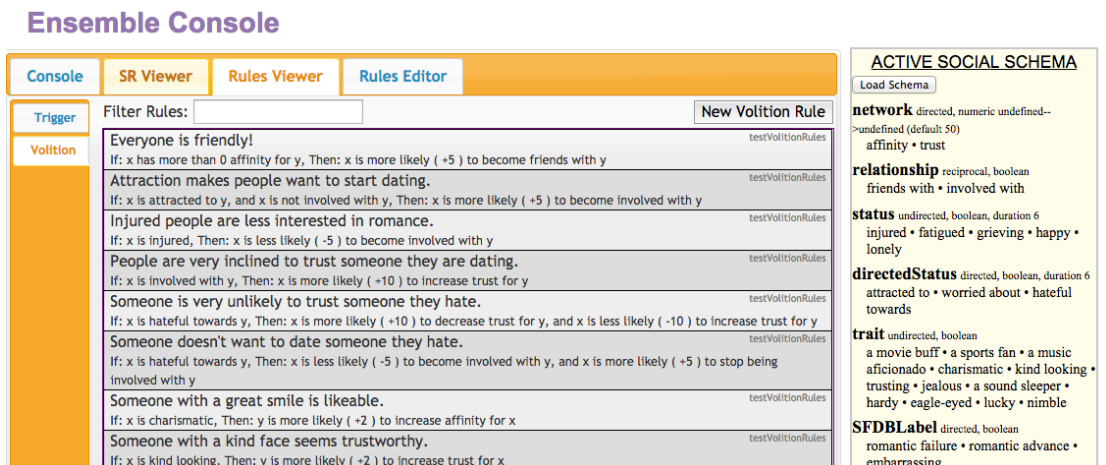 Ensemble Console
Console
SR Viewer
Rules Viewer
Rules Editor
Trigger
Volition
Filter Rules:
New Volition Rule
Everyone is friendly!
testVolitionRules
If: x has more than 0 affinity for y, Then: x is more likely ( +5 ) to become friends with y
Attraction makes people want to start dating.
testVolitionRules
If: x is attracted to y, and x is not involved with y, Then: x is more likely ( +5 ) to become involved with y
Injured people are less interested in romance.
testVolitionRules
If: x is injured, Then: x is less likely ( -5 ) to become involved with y
People are very inclined to trust someone they are dating.
testVolitionRules
If: x is involved with y, Then: x is more likely ( +10 ) to increase trust for y
Someone is very unlikely to trust someone they hate.
testVolitionRules
If: x is hateful towards y, Then: x is more likely ( +10 ) to decrease trust for y, and x is less likely ( -10 ) to increase trust for y
Someone doesn't want to date someone they hate.
testVolitionRules
If: x is hateful towards y, Then: x is less likely ( -5 ) to become involved with y, and x is more likely ( +5 ) to stop being
involved with y
Someone with a great smile is likeable.
testVolitionRules
If: x is charismatic, Then: y is more likely ( +2 ) to increase affinity for x
Someone with a kind face seems trustworthy.
testVolitionRules
If: x is kind looking, Then: y is more likely ( +2 ) to increase trust for x
ACTIVE SOCIAL SCHEMA
Load Schema
network directed, numeric undefined--
>undefined (default 50)
affinity • trust
relationship reciprocal, boolean
friends with • involved with
status undirected, boolean, duration 6
injured • fatigued • grieving • happy •
lonely
directedStatus directed, boolean, duration 6
attracted to • worried about • hateful
towards
trait undirected, boolean
a movie buff • a sports fan • a music
aficionado • charismatic • kind looking •
trusting • jealous • a sound sleeper •
hardy • eagle-eyed • lucky • nimble
SFDBLabel directed, boolean
romantic failure • romantic advance •
embarrassing